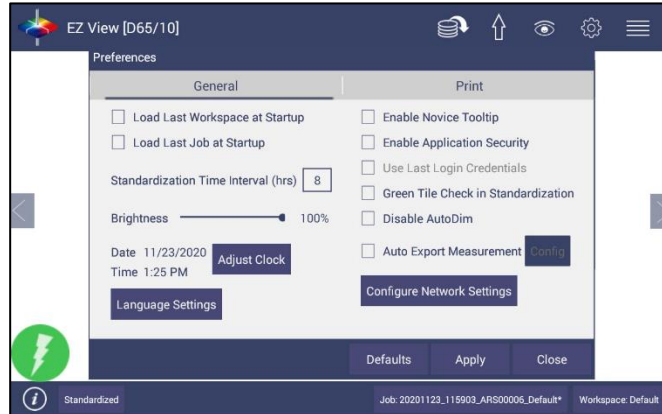 EZ View [D65/10]
Preferences
General
Print
Load Last Workspace at Startup
Load Last Job at Startup
Standardization Time Interval (hrs) 8
Brightness 100%
Date 11/23/2020
Time 1:25 PM
Adjust Clock
Language Settings
Enable Novice Tooltip
Enable Application Security
Use Last Login Credentials
Green Tile Check in Standardization
Disable AutoDim
Auto Export Measurement Config
Configure Network Settings
Defaults Apply Close
i Standardized Job: 20201123_115903_ARS00006_Default* Workspace: Default